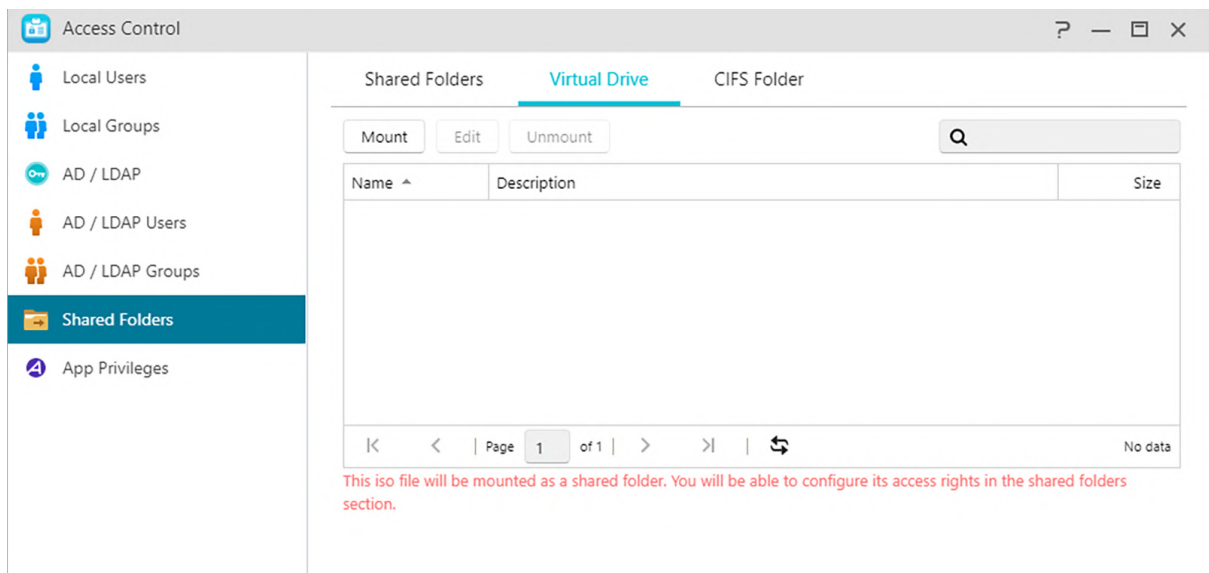 Access Control
Local Users
Local Groups
AD / LDAP
AD / LDAP Users
AD / LDAP Groups
Shared Folders
App Privileges
Shared Folders Virtual Drive CIFS Folder
Mount Edit Unmount
Name Description Size
Page 1 of 1 No data
This iso file will be mounted as a shared folder. You will be able to configure its access rights in the shared folders
section.